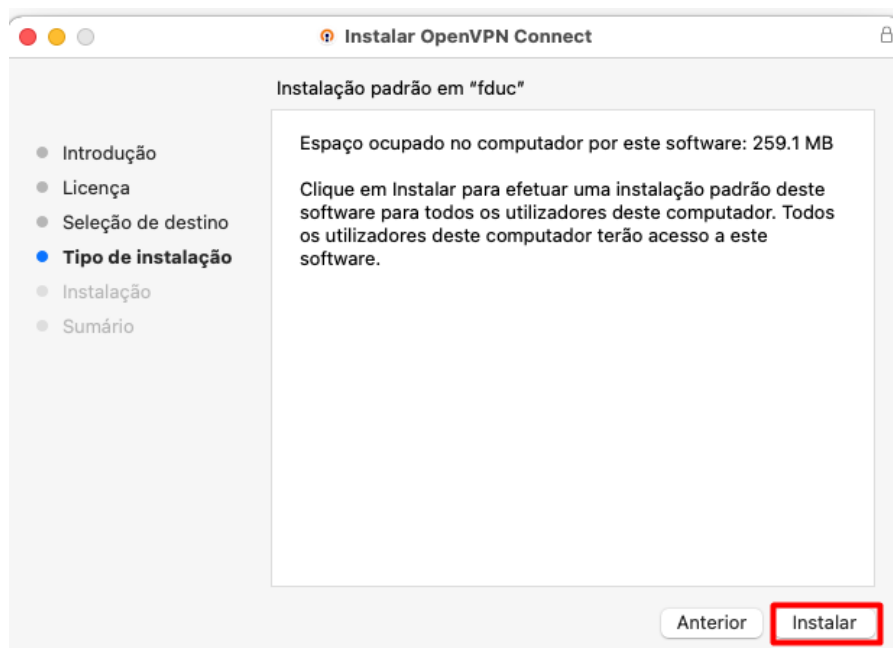 Instalar OpenVPN Connect
Instalação padrão em “fduc”
Introdução
Licença
Seleção de destino
Tipo de instalação
Instalação
Sumário
Espaço ocupado no computador por este software: 259.1 MB
Clique em Instalar para efetuar uma instalação padrão deste
software para todos os utilizadores deste computador. Todos
os utilizadores deste computador terão acesso a este
software.
Anterior
Instalar